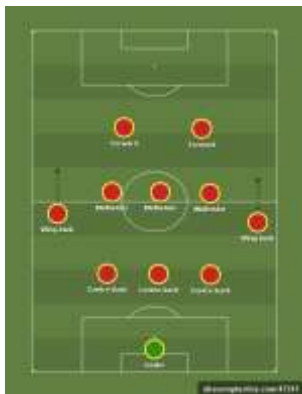 Forward
Forward
Midfielder
Midfielder
Midfielder
Wing-back
Wing-back
Centre-back
Centre-back
Centre-back
Goalie